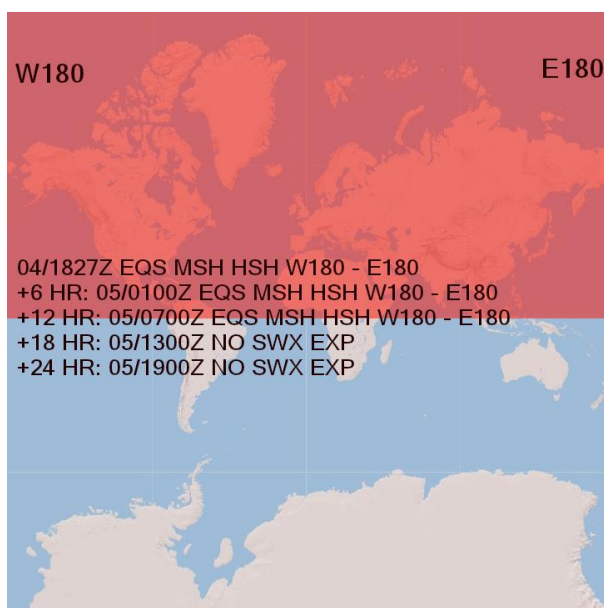 W180
E180
04/1827Z EQS MSH HSH W180 - E180
+6 HR: 05/0100Z EQS MSH HSH W180 - E180
+12 HR: 05/0700Z EQS MSH HSH W180 - E180
+18 HR: 05/1300Z NO SWX EXP
+24 HR: 05/1900Z NO SWX EXP